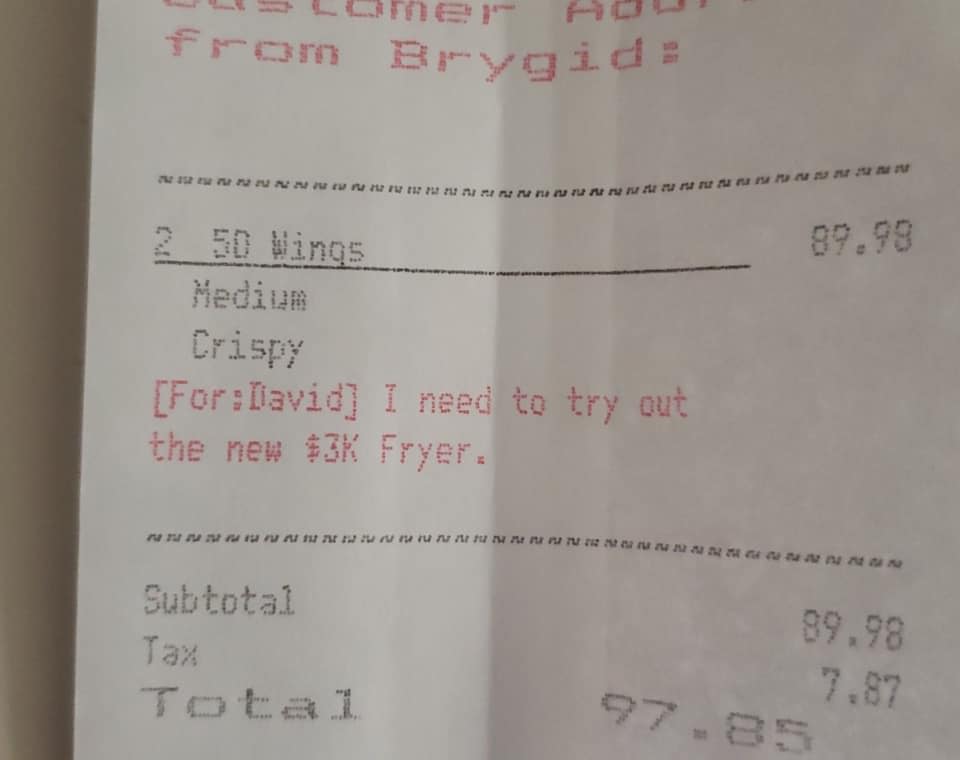 Customer
from Brygid:
~~~~~~~~~~~~~~~~~~~~~~~~~~~~~~~~~~~~~~~
2 50 Wings 89.98
Medium
Crispy
[For:David] I need to try out
the new $3K Fryer.
~~~~~~~~~~~~~~~~~~~~~~~~~~~~~~~~~~~~~~~
Subtotal 89.98
Tax 7.87
Total 97.85